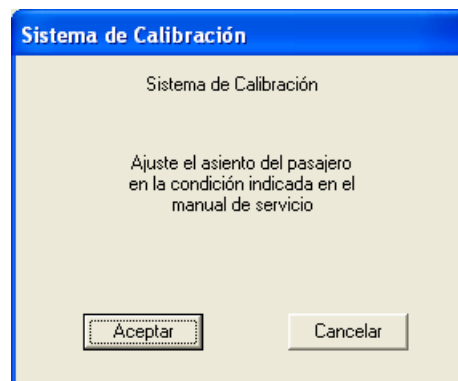 Sistema de Calibración
Sistema de Calibración
Ajuste el asiento del pasajero
en la condición indicada en el
manual de servicio
Aceptar
Cancelar